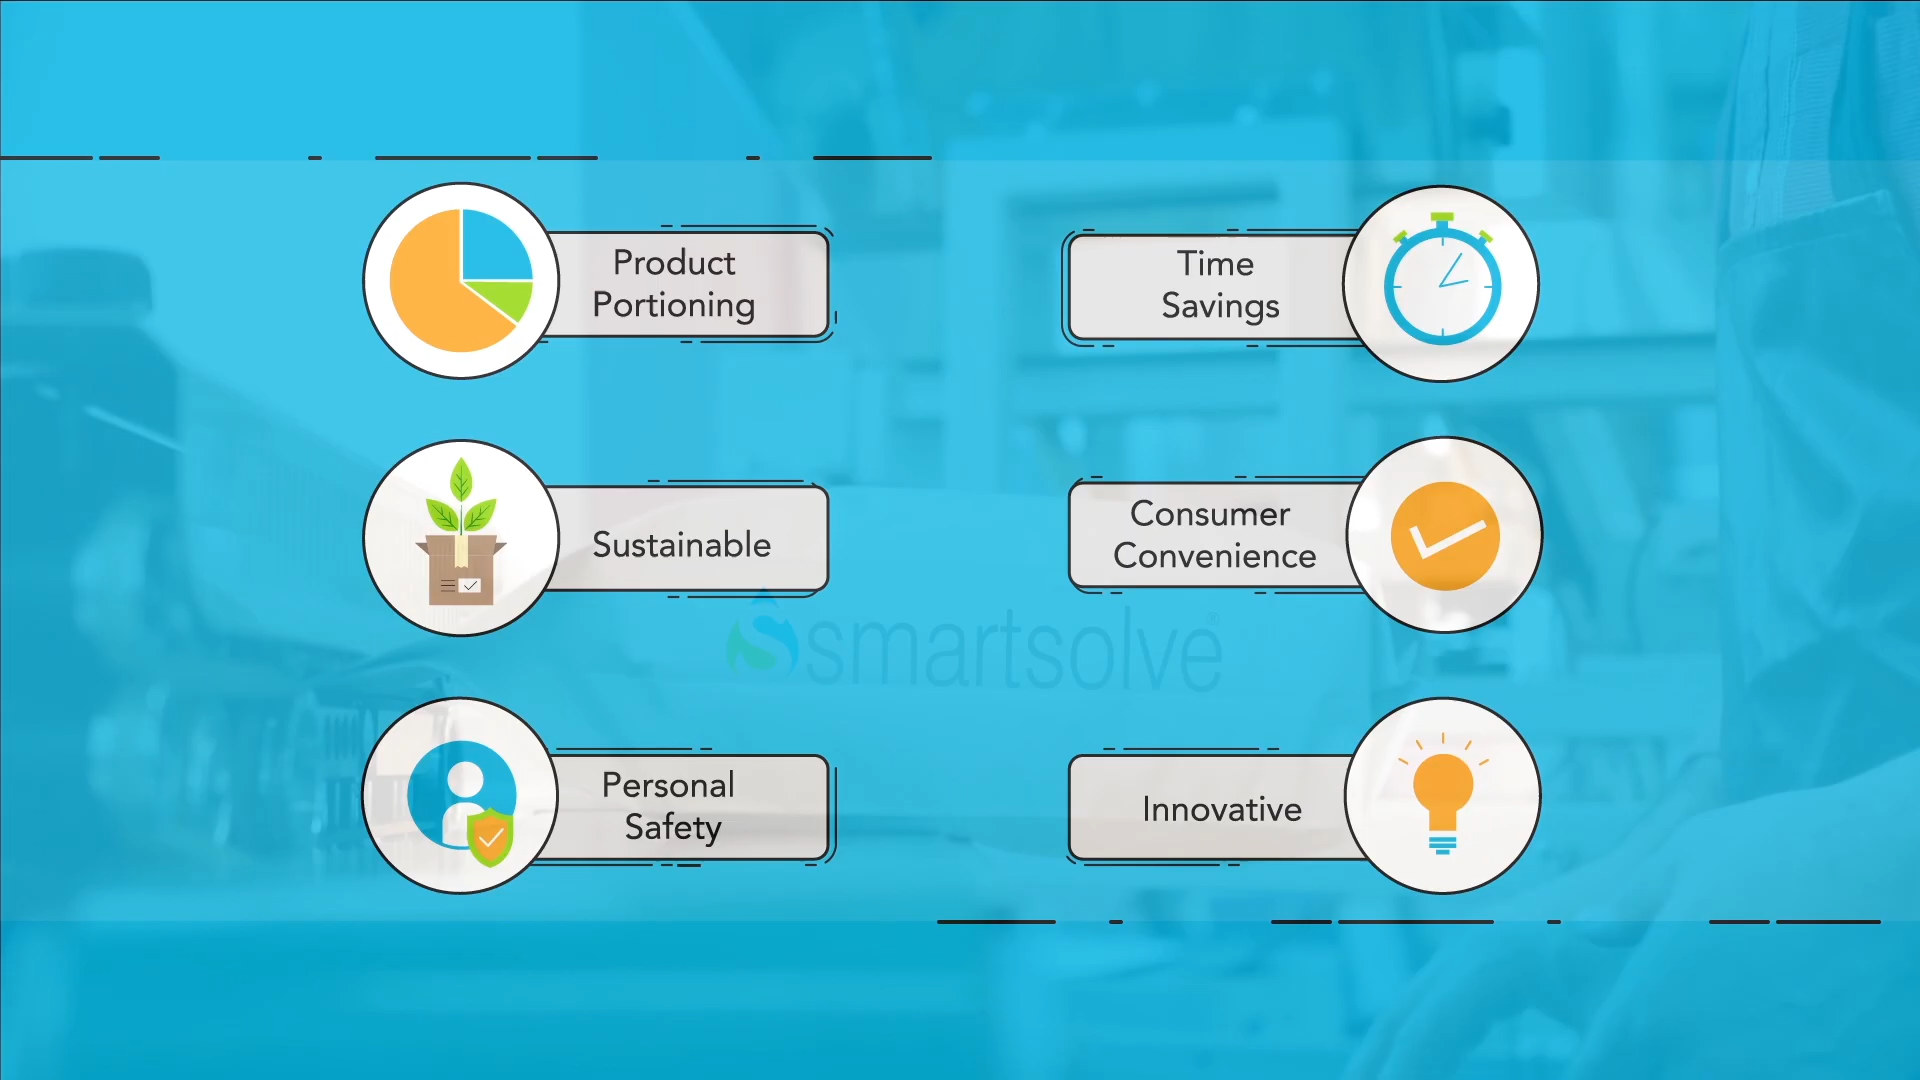 Product
Portioning
Time
Savings
Sustainable
Consumer
Convenience
smartsolve®
Personal
Safety
Innovative